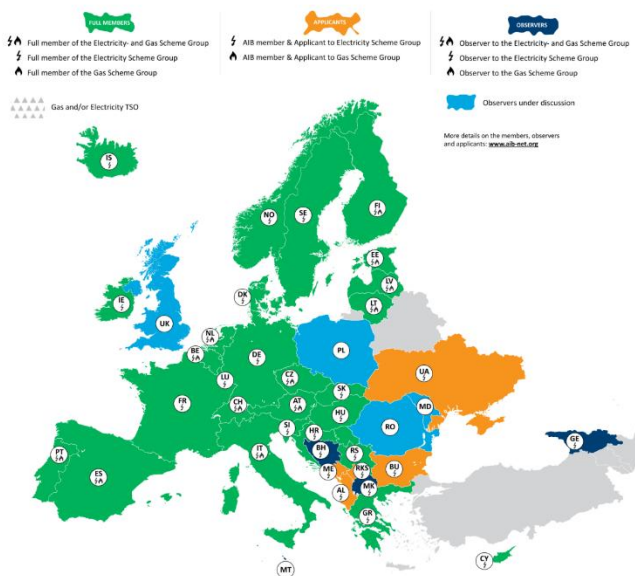 FULL MEMBERS
Full member of the Electricity- and Gas Scheme Group
Full member of the Electricity Scheme Group
Full member of the Gas Scheme Group
APPLICANTS
AIB member & Applicant to Electricity Scheme Group
AIB member & Applicant to Gas Scheme Group
OBSERVERS
Observer to the Electricity- and Gas Scheme Group
Observer to the Electricity Scheme Group
Observer to the Gas Scheme Group
Gas and/or Electricity TSO
Observers under discussion
More details on the members, observers
and applicants: www.aib-net.org
IS
NO
SE
FI
EE
LV
LT
DK
IE
UK
NL
BE
DE
PL
LU
CZ
UA
SK
FR
CH
AT
HU
MD
SI
HR
RO
BH
RS
GE
PT
ES
IT
ME
RKS
BU
MK
AL
GR
CY
MT